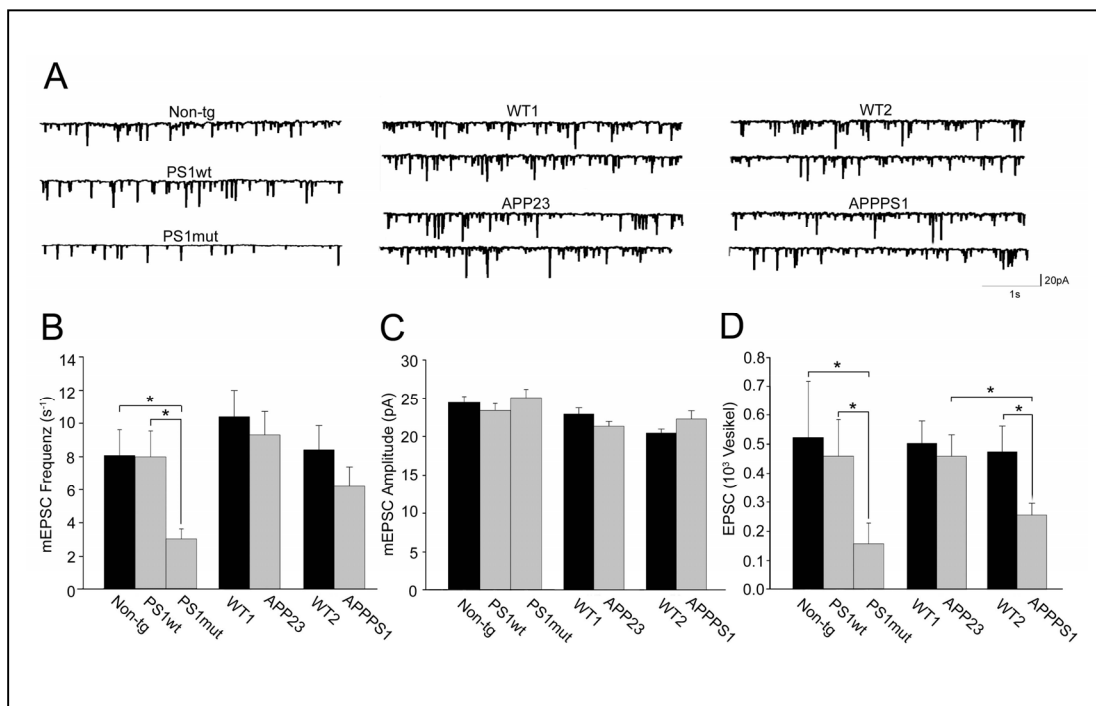 A
Non-tg
PS1wt
PS1mut
WT1
APP23
WT2
APPPS1
20pA
1s
B
mEPSC Frequenz (s⁻¹)
14
12
10
8
6
4
2
0
*
*
Non-tg
PS1wt
PS1mut
WT1
APP23
WT2
APPPS1
C
mEPSC Amplitude (pA)
30
25
20
15
10
5
0
Non-tg
PS1wt
PS1mut
WT1
APP23
WT2
APPPS1
D
EPSC (10³ Vesikel)
0.8
0.7
0.6
0.5
0.4
0.3
0.2
0.1
0.0
*
*
*
*
Non-tg
PS1wt
PS1mut
WT1
APP23
WT2
APPPS1